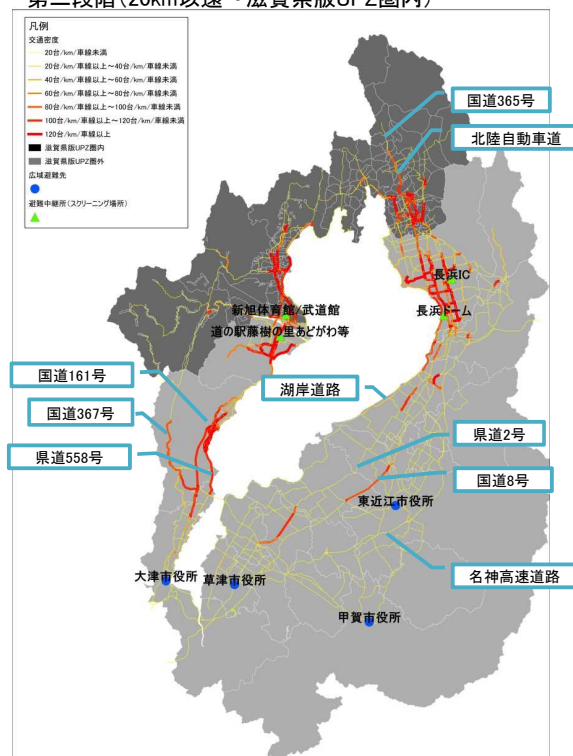 第二段階(20km以遠~滋賀県版UPZ圏内)
凡例
交通密度
20台/km/車線未満
20台/km/車線以上~40台/km/車線未満
40台/km/車線以上~60台/km/車線未満
60台/km/車線以上~80台/km/車線未満
80台/km/車線以上~100台/km/車線未満
100台/km/車線以上~120台/km/車線未満
120台/km/車線以上
滋賀県版UPZ圏内
滋賀県版UPZ圏外
広域避難先
避難中継所(スクリーニング場所)
国道365号
北陸自動車道
長浜IC
長浜ドーム
新旭体育館/武道館
道の駅藤樹の里あどがわ等
国道161号
湖岸道路
国道367号
県道2号
県道558号
国道8号
東近江市役所
名神高速道路
大津市役所
草津市役所
甲賀市役所